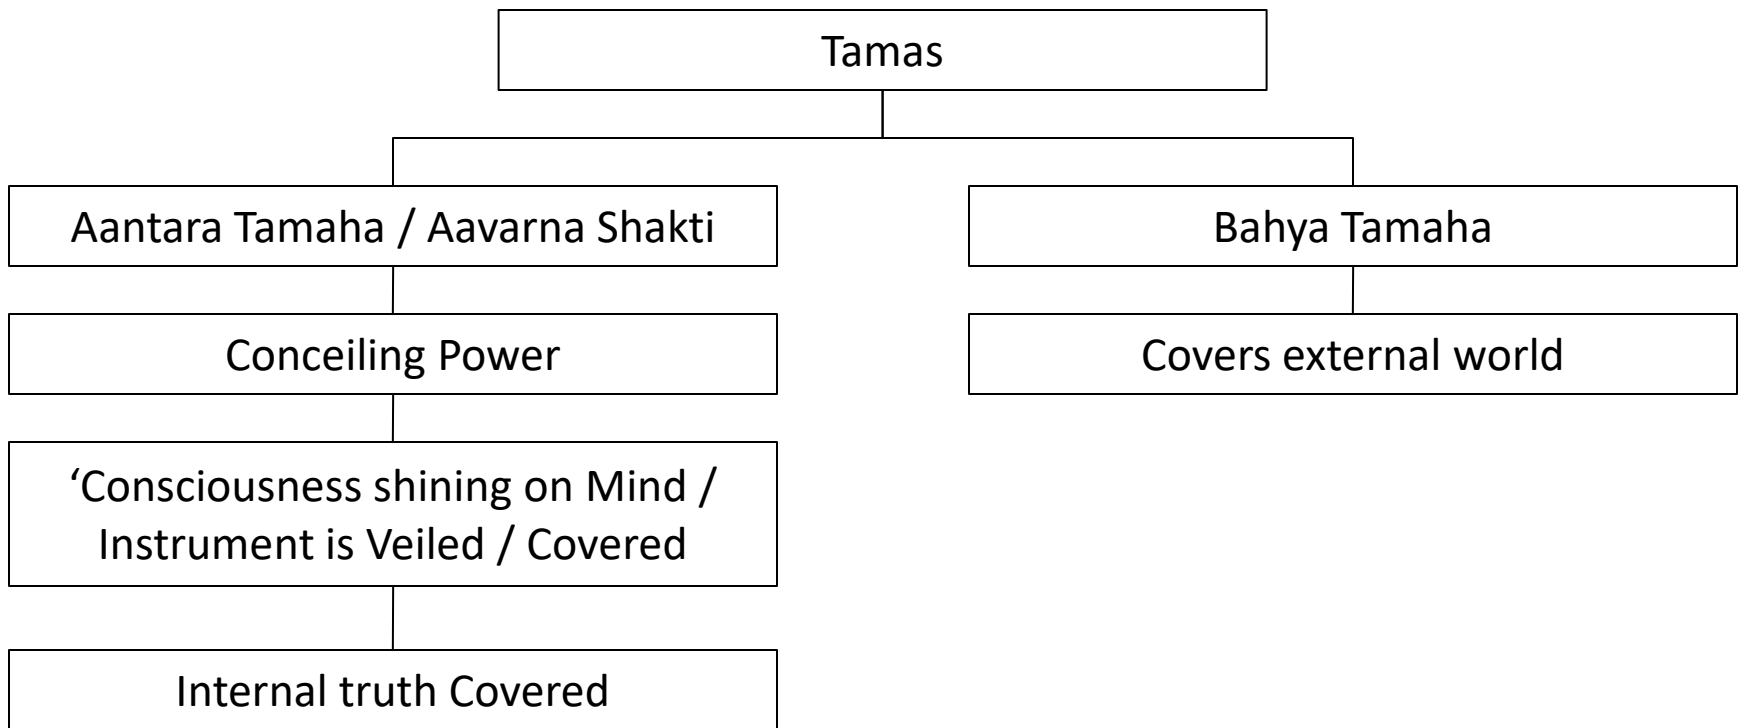 Tamas
Aantara Tamaha / Aavarna Shakti
Bahya Tamaha
Conceiling Power
Covers external world
‘Consciousness shining on Mind /
Instrument is Veiled / Covered
Internal truth Covered